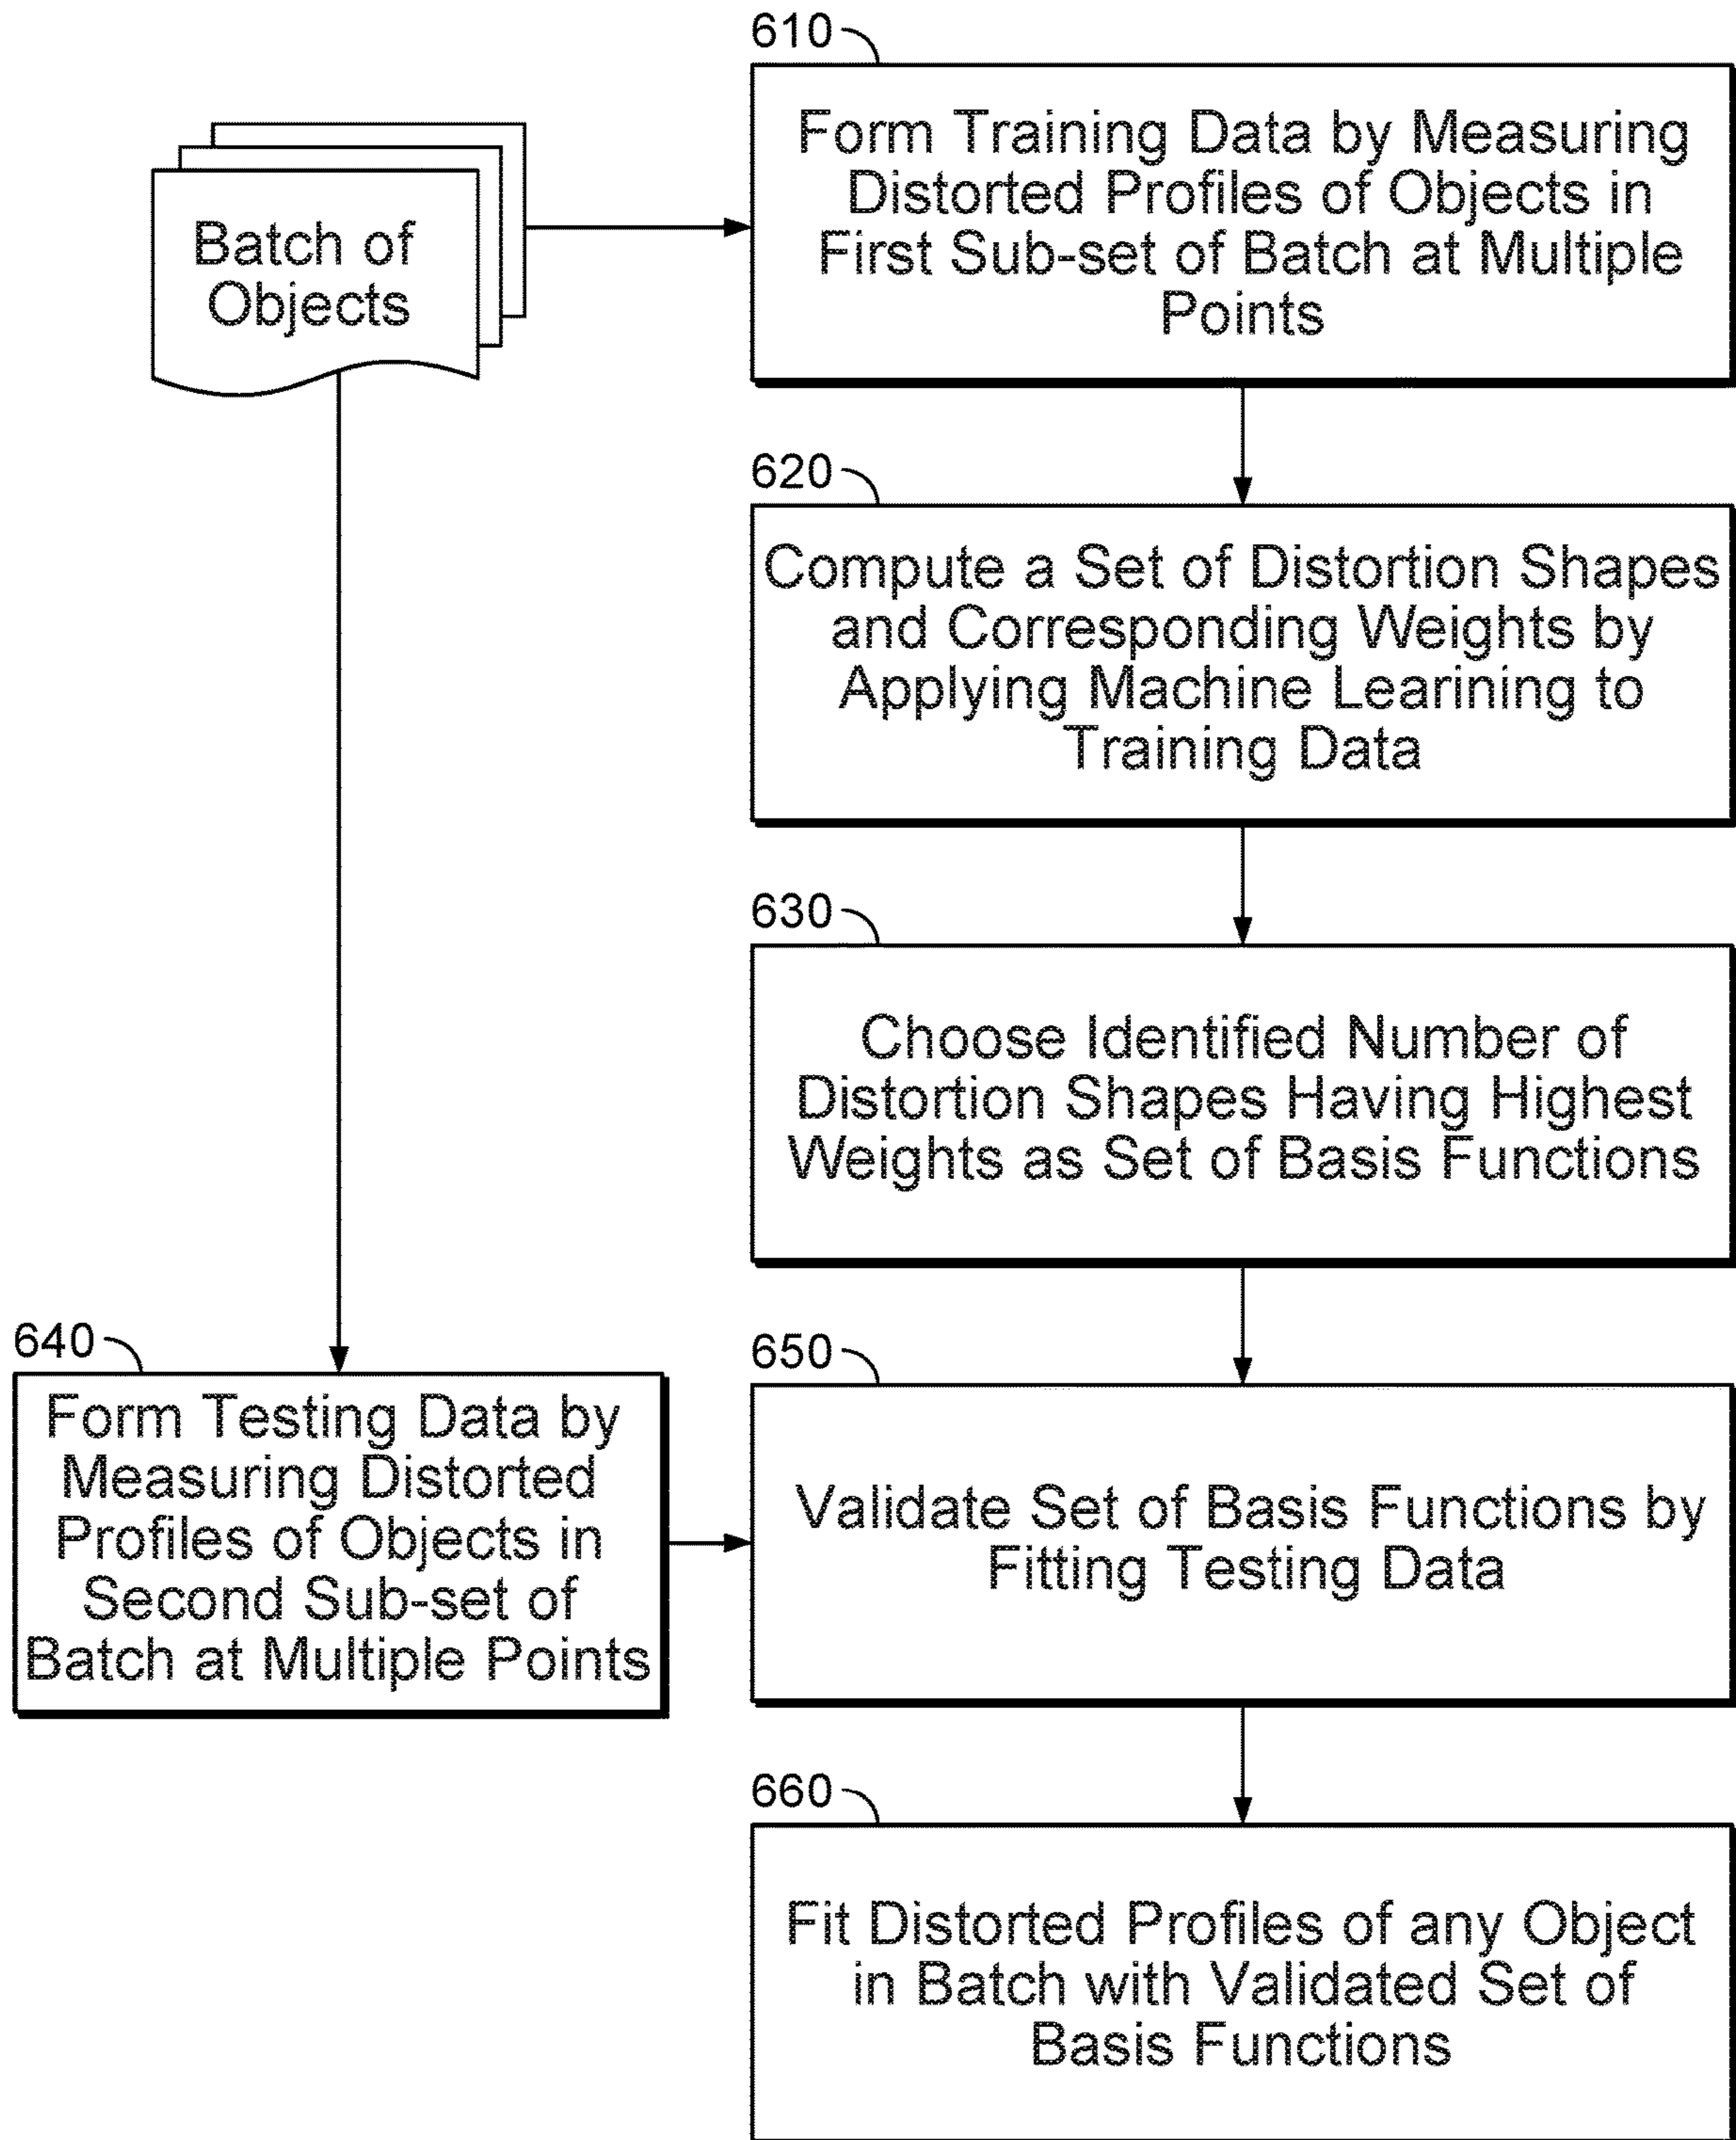 610
Form Training Data by Measuring
Distorted Profiles of Objects in
First Sub-set of Batch at Multiple
Points
Batch of
Objects
620
Compute a Set of Distortion Shapes
and Corresponding Weights by
Applying Machine Learining to
Training Data
630
Choose Identified Number of
Distortion Shapes Having Highest
Weights as Set of Basis Functions
640
Form Testing Data by
Measuring Distorted
Profiles of Objects in
Second Sub-set of
Batch at Multiple Points
650
Validate Set of Basis Functions by
Fitting Testing Data
660
Fit Distorted Profiles of any Object
in Batch with Validated Set of
Basis Functions